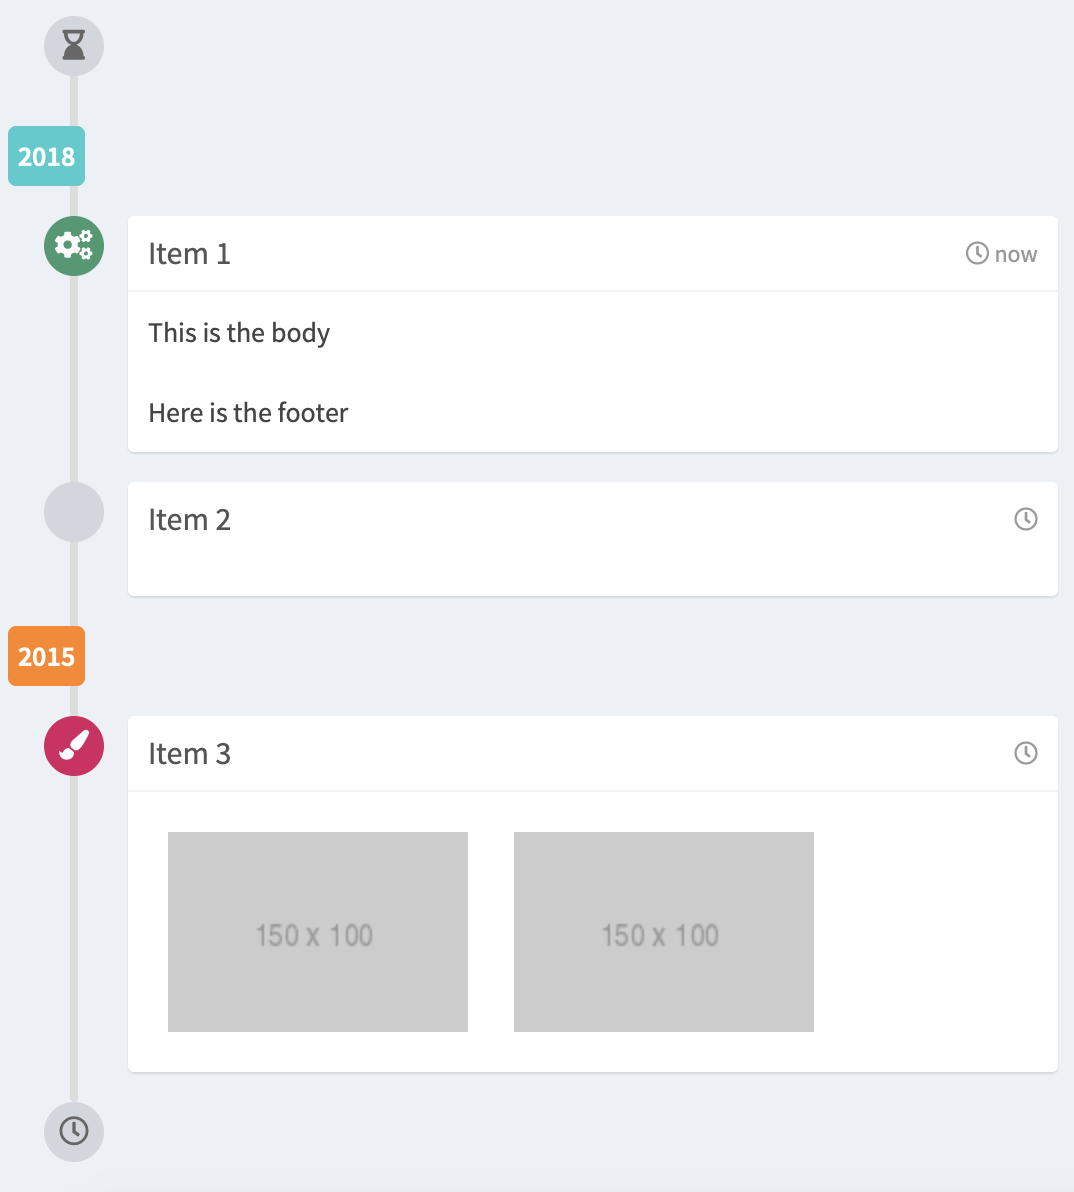 2018
Item 1
now
This is the body
Here is the footer
Item 2
2015
Item 3
150 x 100
150 x 100